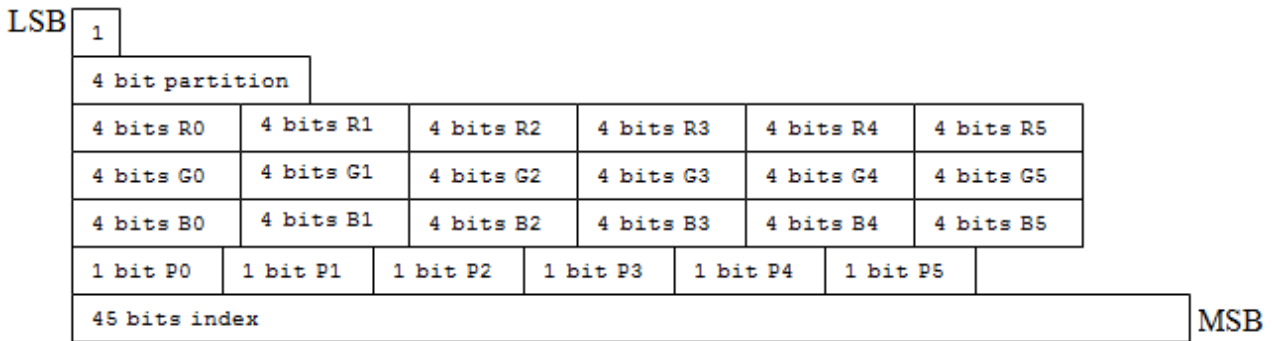 LSB 1
4 bit partition
4 bits R0 4 bits R1 4 bits R2 4 bits R3 4 bits R4 4 bits R5
4 bits G0 4 bits G1 4 bits G2 4 bits G3 4 bits G4 4 bits G5
4 bits B0 4 bits B1 4 bits B2 4 bits B3 4 bits B4 4 bits B5
1 bit P0 1 bit P1 1 bit P2 1 bit P3 1 bit P4 1 bit P5
45 bits index MSB